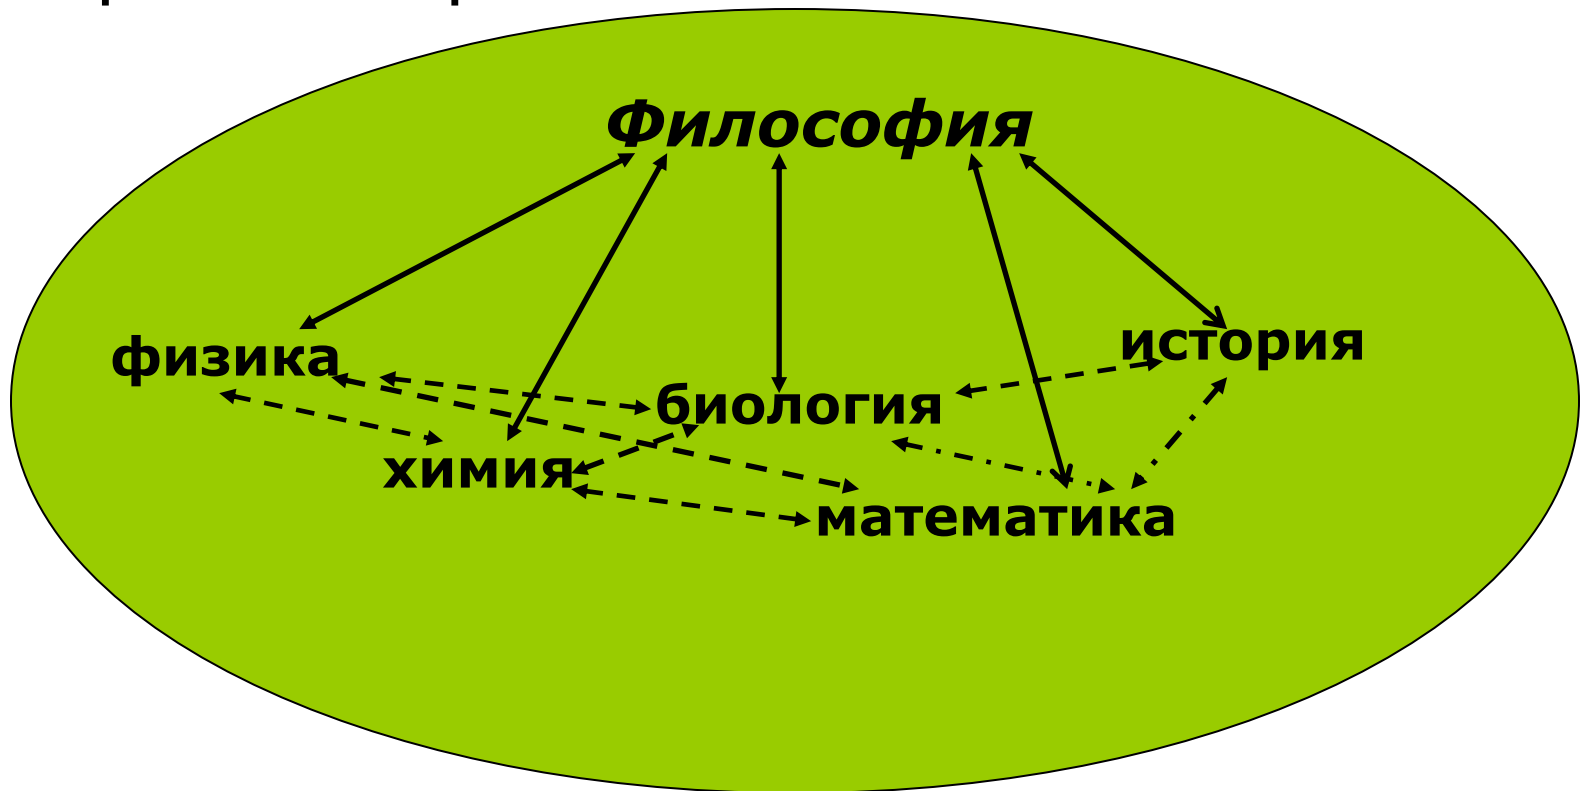 Философия
физика
история
биология
химия
математика